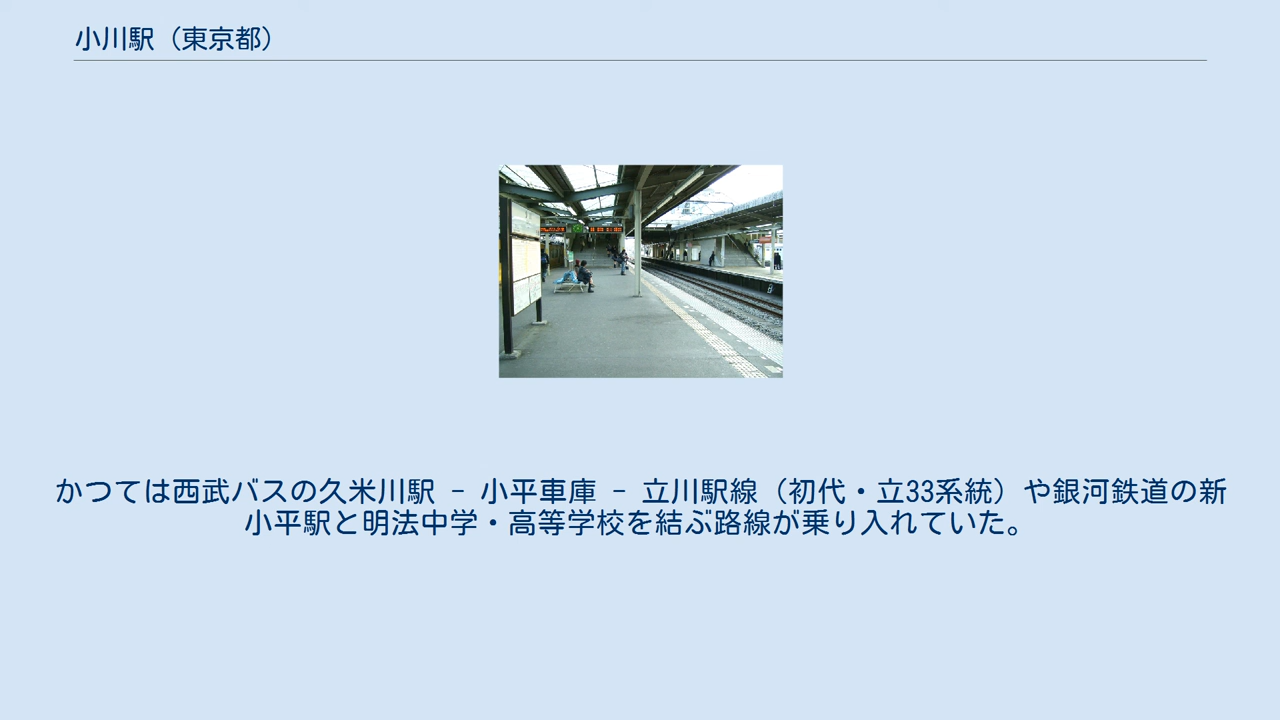 小川駅（東京都）
かつては西武バスの久米川駅 – 小平車庫 – 立川駅線（初代・立33系統）や銀河鉄道の新
小平駅と明法中学・高等学校を結ぶ路線が乗り入れていた。